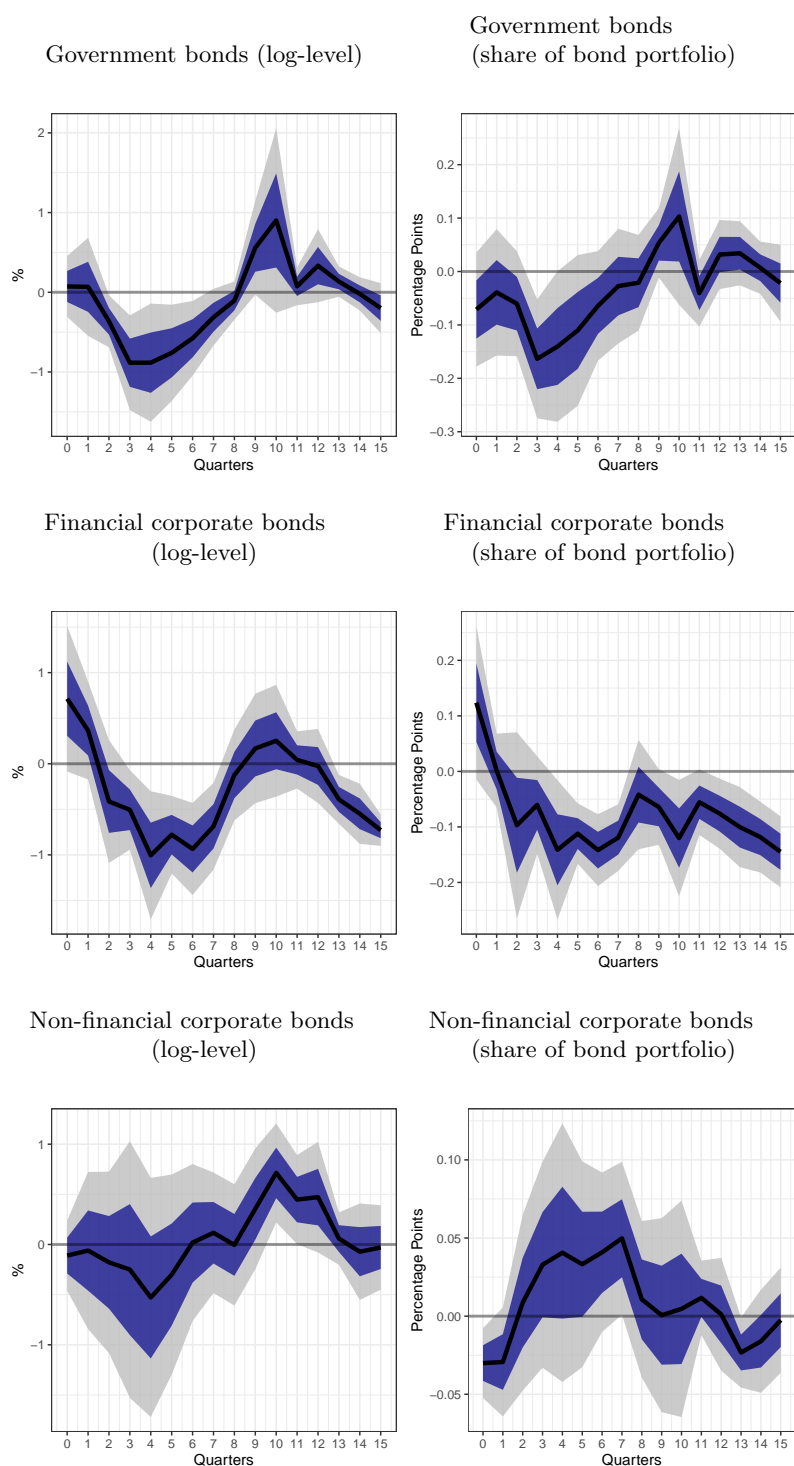 Government bonds (log-level)
Government bonds
(share of bond portfolio)
2
1
0
−1
%
0 1 2 3 4 5 6 7 8 9 10 11 12 13 14 15
Quarters
0.2
0.1
0.0
−0.1
−0.2
−0.3
Percentage Points
0 1 2 3 4 5 6 7 8 9 10 11 12 13 14 15
Quarters
Financial corporate bonds
(log-level)
Financial corporate bonds
(share of bond portfolio)
1
0
−1
%
0 1 2 3 4 5 6 7 8 9 10 11 12 13 14 15
Quarters
0.2
0.1
0.0
−0.1
−0.2
Percentage Points
0 1 2 3 4 5 6 7 8 9 10 11 12 13 14 15
Quarters
Non-financial corporate bonds
(log-level)
Non-financial corporate bonds
(share of bond portfolio)
1
0
−1
%
0 1 2 3 4 5 6 7 8 9 10 11 12 13 14 15
Quarters
0.10
0.05
0.00
−0.05
Percentage Points
0 1 2 3 4 5 6 7 8 9 10 11 12 13 14 15
Quarters